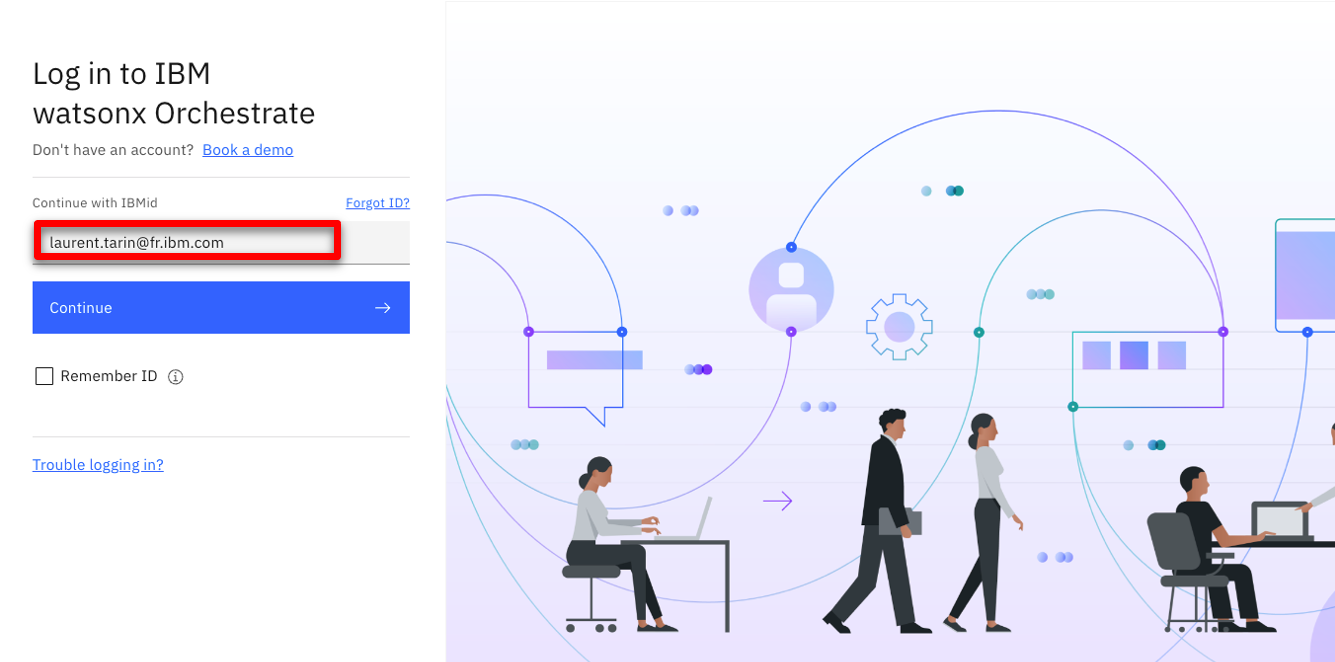 Log in to IBM
watsonx Orchestrate
Don't have an account? Book a demo
Continue with IBMid Forgot ID?
laurent.tarin@fr.ibm.com
Continue
Remember ID
Trouble logging in?